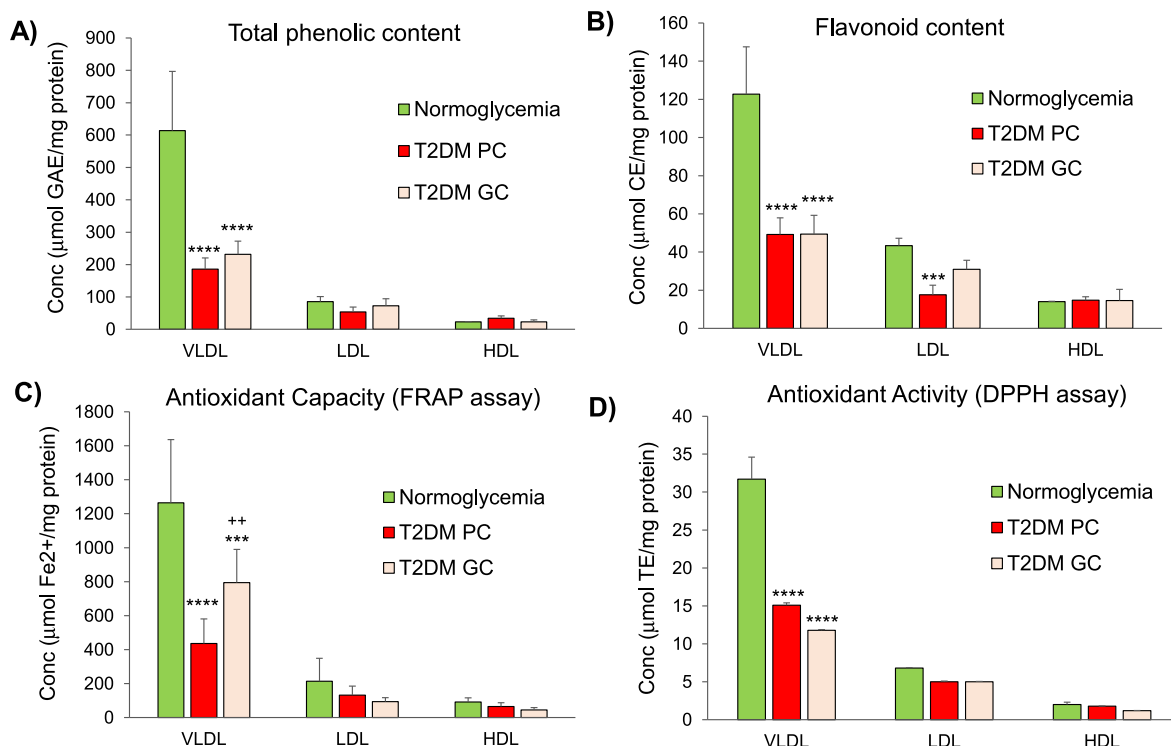 A)
Total phenolic content
Conc (µmol GAE/mg protein)
900
800
700
600
500
400
300
200
100
0
Normoglycemia
T2DM PC
T2DM GC
****
****
VLDL LDL HDL
B)
Flavonoid content
Conc (µmol CE/mg protein)
160
140
120
100
80
60
40
20
0
Normoglycemia
T2DM PC
T2DM GC
**** ****
***
VLDL LDL HDL
C)
Antioxidant Capacity (FRAP assay)
Conc (µmol Fe2+/mg protein)
1800
1600
1400
1200
1000
800
600
400
200
0
Normoglycemia
T2DM PC
T2DM GC
++
***
****
VLDL LDL HDL
D)
Antioxidant Activity (DPPH assay)
Conc (µmol TE/mg protein)
40
35
30
25
20
15
10
5
0
Normoglycemia
T2DM PC
T2DM GC
****
****
VLDL LDL HDL